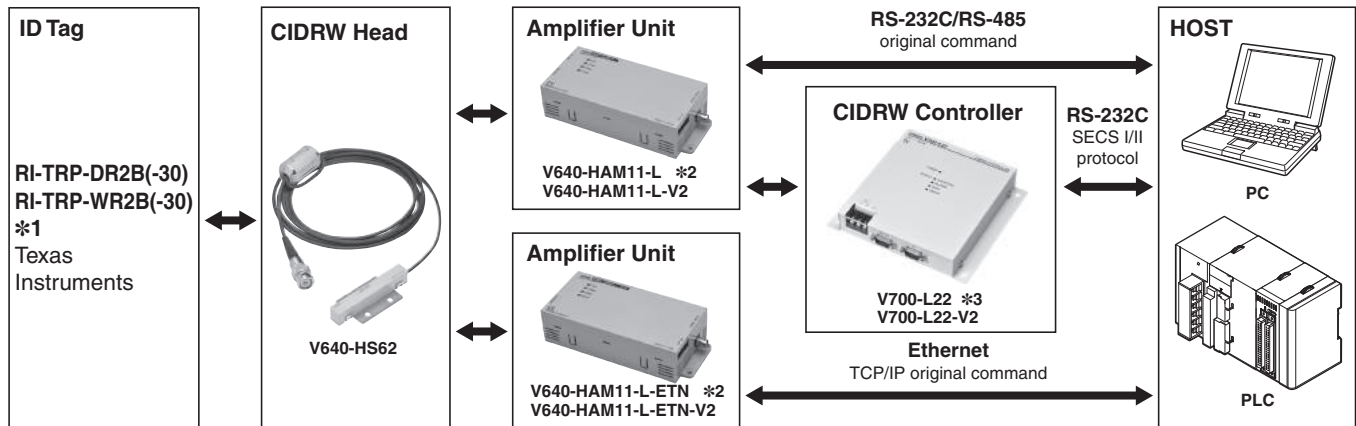 ID Tag
RI-TRP-DR2B(-30)
RI-TRP-WR2B(-30)
✻1
Texas
Instruments
CIDRW Head
V640-HS62
Amplifier Unit
V640-HAM11-L ✻2
V640-HAM11-L-V2
Amplifier Unit
V640-HAM11-L-ETN ✻2
V640-HAM11-L-ETN-V2
RS-232C/RS-485
original command
CIDRW Controller
V700-L22 ✻3
V700-L22-V2
RS-232C
SECS I/II
protocol
Ethernet
TCP/IP original command
HOST
PC
PLC